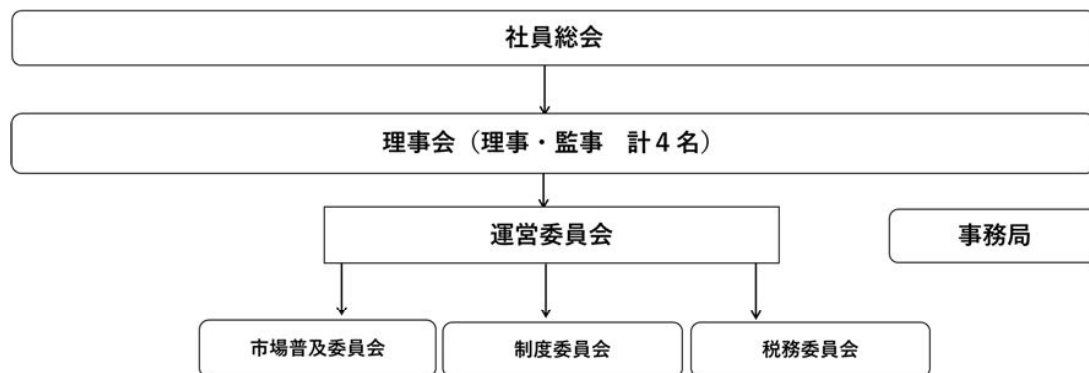 社員総会
理事会（理事・監事　計４名）
運営委員会
事務局
市場普及委員会
制度委員会
税務委員会